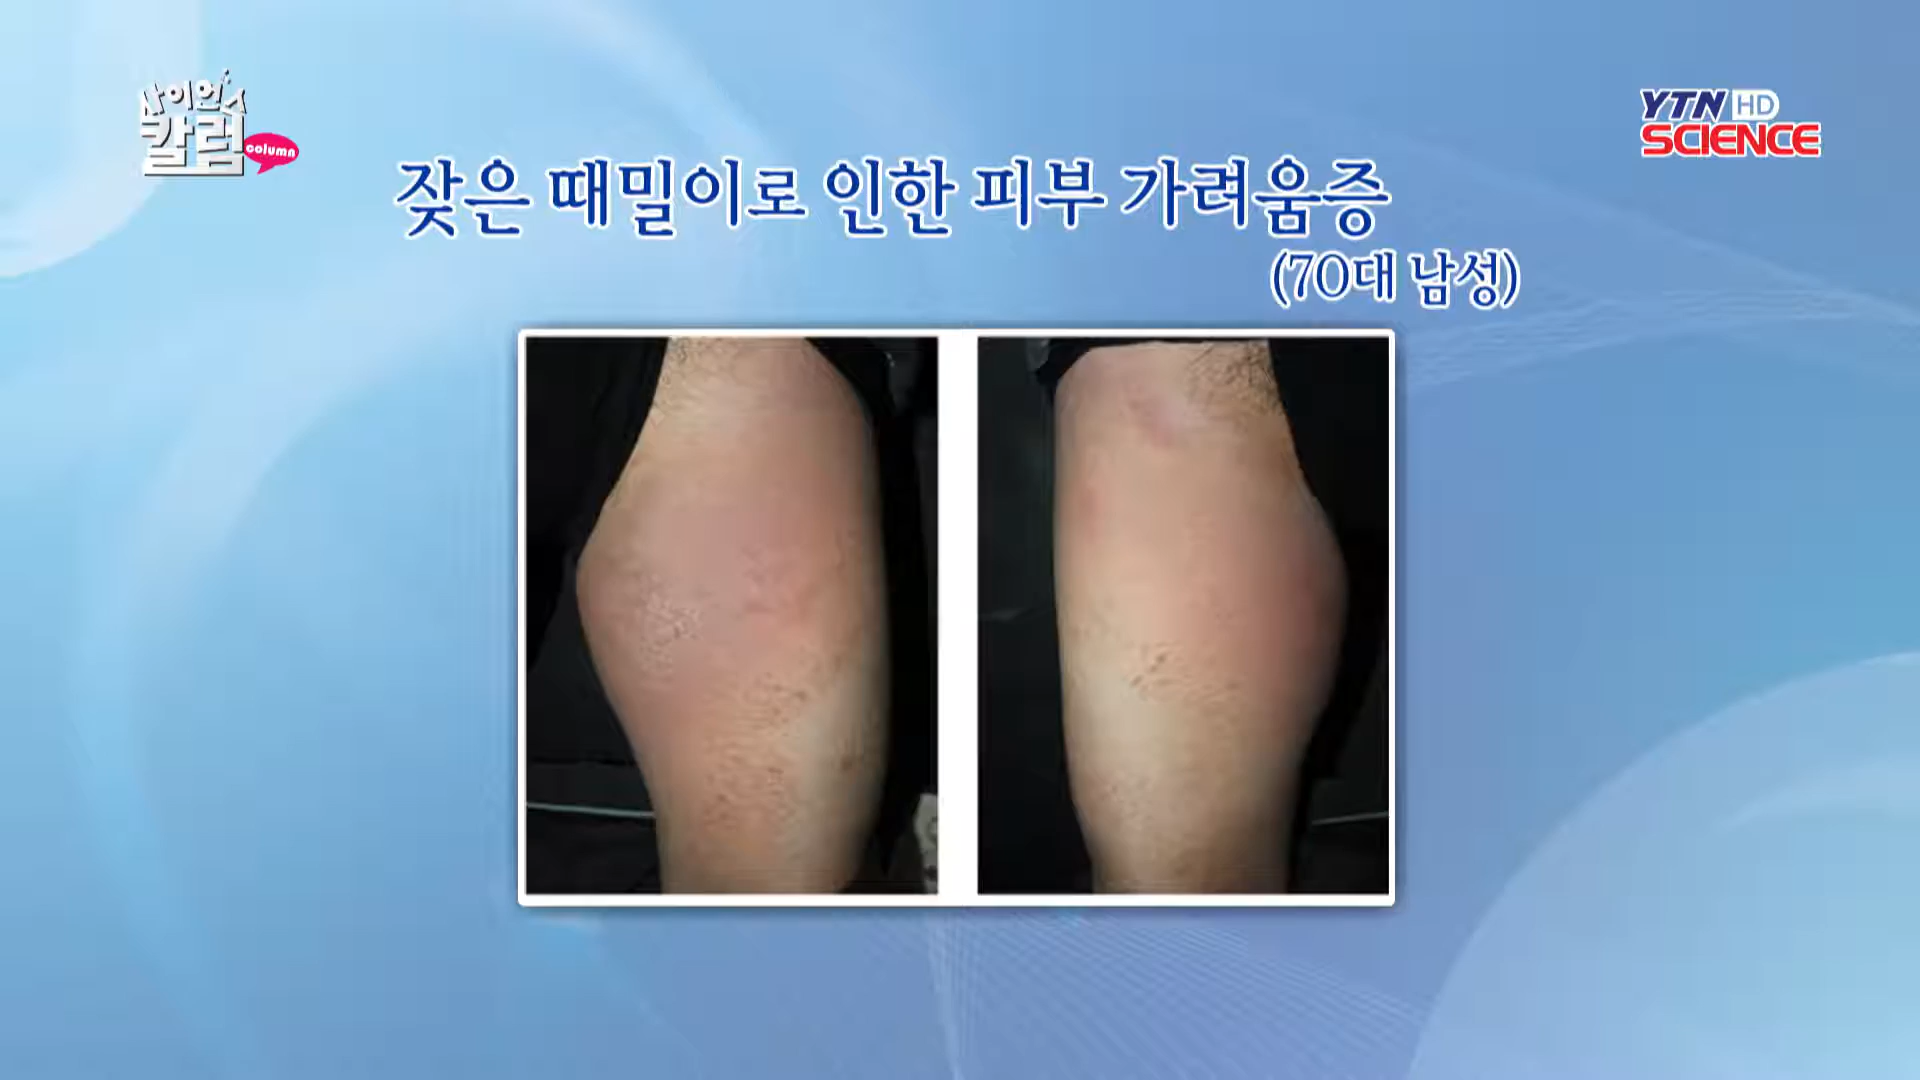 사이언스
칼럼
column
YTN HD
SCIENCE
잦은 때밀이로 인한 피부 가려움증
(70대 남성)